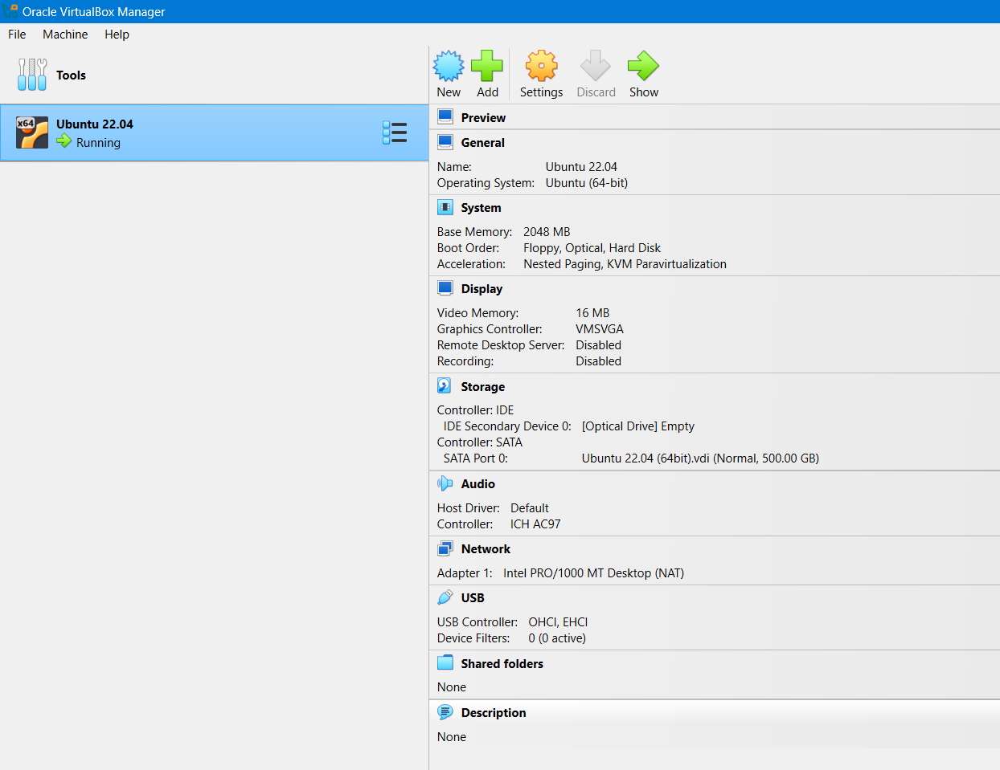 Oracle VirtualBox Manager
File Machine Help
Tools
x64
Ubuntu 22.04
Running
New Add Settings Discard Show
Preview
General
Name: Ubuntu 22.04
Operating System: Ubuntu (64-bit)
System
Base Memory: 2048 MB
Boot Order: Floppy, Optical, Hard Disk
Acceleration: Nested Paging, KVM Paravirtualization
Display
Video Memory: 16 MB
Graphics Controller: VMSVGA
Remote Desktop Server: Disabled
Recording: Disabled
Storage
Controller: IDE
IDE Secondary Device 0: [Optical Drive] Empty
Controller: SATA
SATA Port 0: Ubuntu 22.04 (64bit).vdi (Normal, 500.00 GB)
Audio
Host Driver: Default
Controller: ICH AC97
Network
Adapter 1: Intel PRO/1000 MT Desktop (NAT)
USB
USB Controller: OHCI, EHCI
Device Filters: 0 (0 active)
Shared folders
None
Description
None